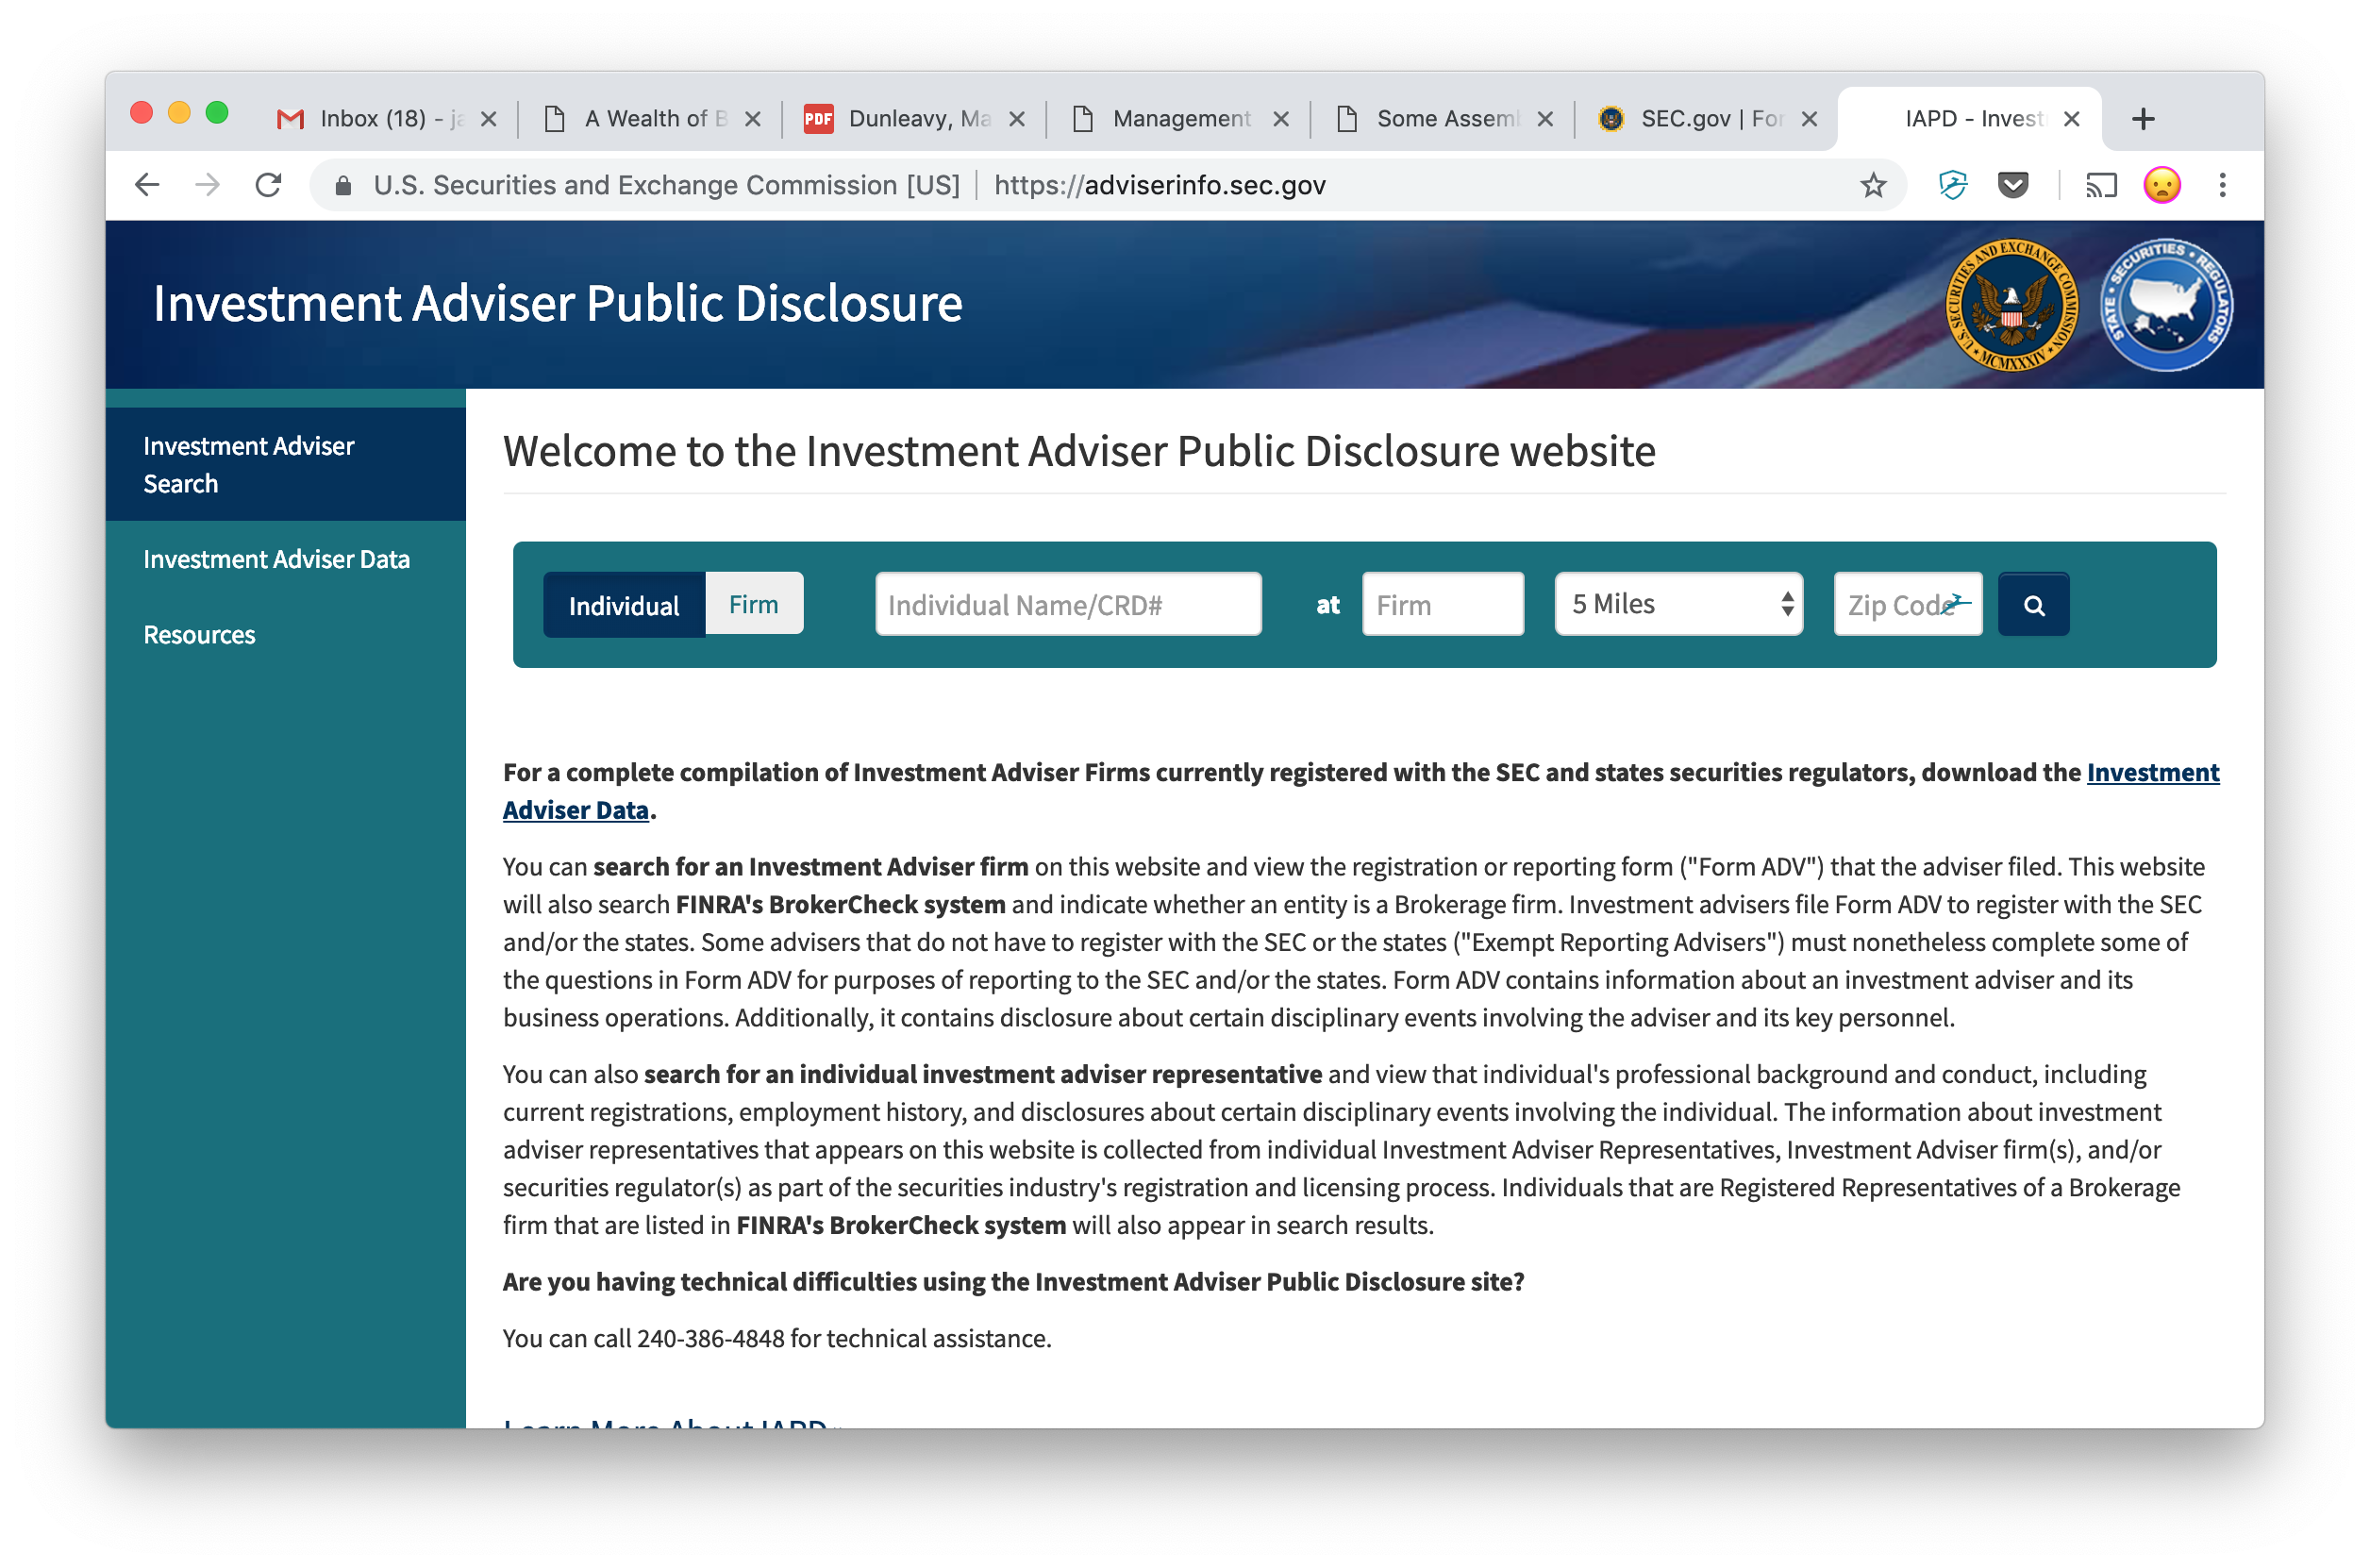 Inbox (18) - ja
A Wealth of B
PDF
Dunleavy, Ma
Management
Some Assem
SEC.gov | For
IAPD - Invest
U.S. Securities and Exchange Commission [US]
https://adviserinfo.sec.gov
Investment Adviser Public Disclosure
U.S. SECURITIES AND EXCHANGE COMMISSION
MCMXXXIV
STATE • SECURITIES • REGULATORS
Investment Adviser
Search
Investment Adviser Data
Resources
Welcome to the Investment Adviser Public Disclosure website
Individual
Firm
Individual Name/CRD#
at
Firm
5 Miles
Zip Code
For a complete compilation of Investment Adviser Firms currently registered with the SEC and states securities regulators, download the Investment
Adviser Data.
You can search for an Investment Adviser firm on this website and view the registration or reporting form ("Form ADV") that the adviser filed. This website
will also search FINRA's BrokerCheck system and indicate whether an entity is a Brokerage firm. Investment advisers file Form ADV to register with the SEC
and/or the states. Some advisers that do not have to register with the SEC or the states ("Exempt Reporting Advisers") must nonetheless complete some of
the questions in Form ADV for purposes of reporting to the SEC and/or the states. Form ADV contains information about an investment adviser and its
business operations. Additionally, it contains disclosure about certain disciplinary events involving the adviser and its key personnel.
You can also search for an individual investment adviser representative and view that individual's professional background and conduct, including
current registrations, employment history, and disclosures about certain disciplinary events involving the individual. The information about investment
adviser representatives that appears on this website is collected from individual Investment Adviser Representatives, Investment Adviser firm(s), and/or
securities regulator(s) as part of the securities industry's registration and licensing process. Individuals that are Registered Representatives of a Brokerage
firm that are listed in FINRA's BrokerCheck system will also appear in search results.
Are you having technical difficulties using the Investment Adviser Public Disclosure site?
You can call 240-386-4848 for technical assistance.
Learn More About IAPD